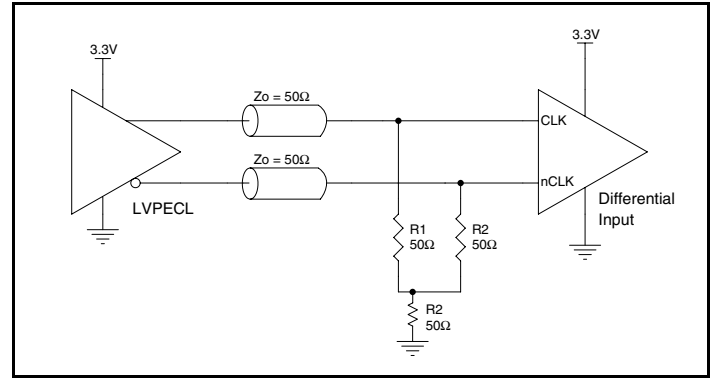 3.3V
3.3V
Zo = 50Ω
CLK
Zo = 50Ω
nCLK
LVPECL
Differential
Input
R1
50Ω
R2
50Ω
R2
50Ω